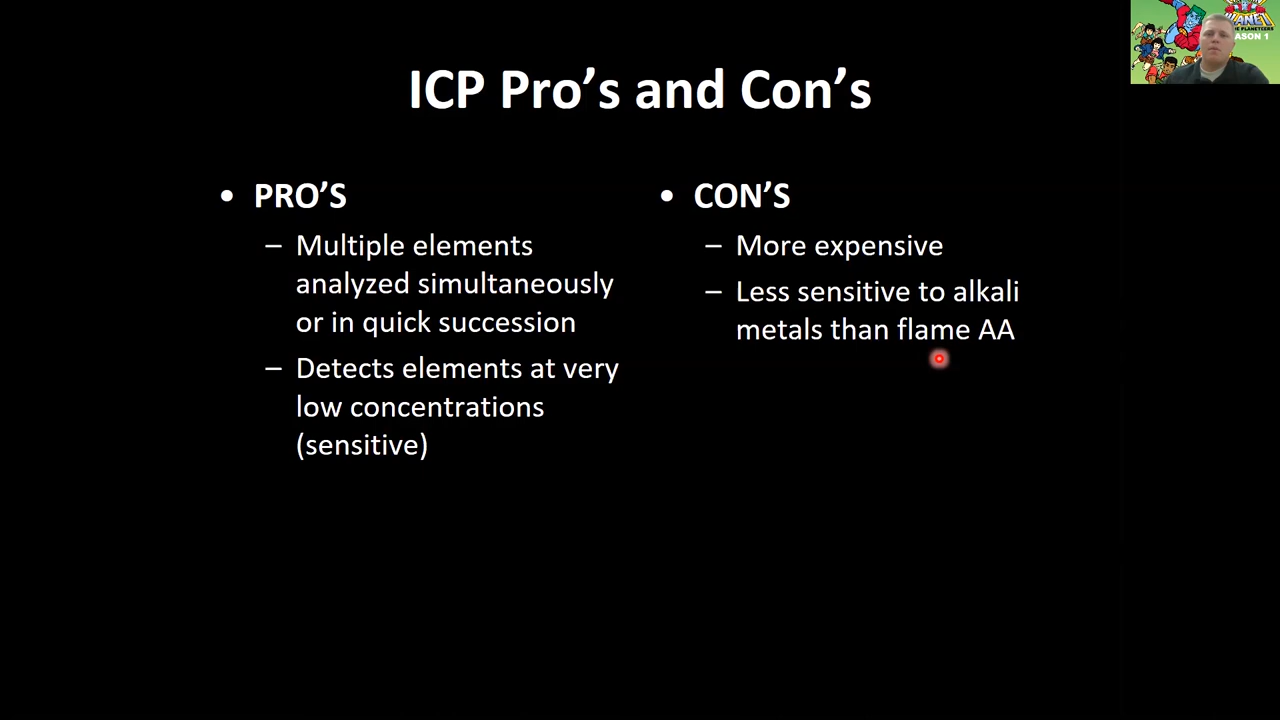 ICP Pro’s and Con’s
• PRO’S
– Multiple elements
analyzed simultaneously
or in quick succession
– Detects elements at very
low concentrations
(sensitive)
• CON’S
– More expensive
– Less sensitive to alkali
metals than flame AA
PLANET